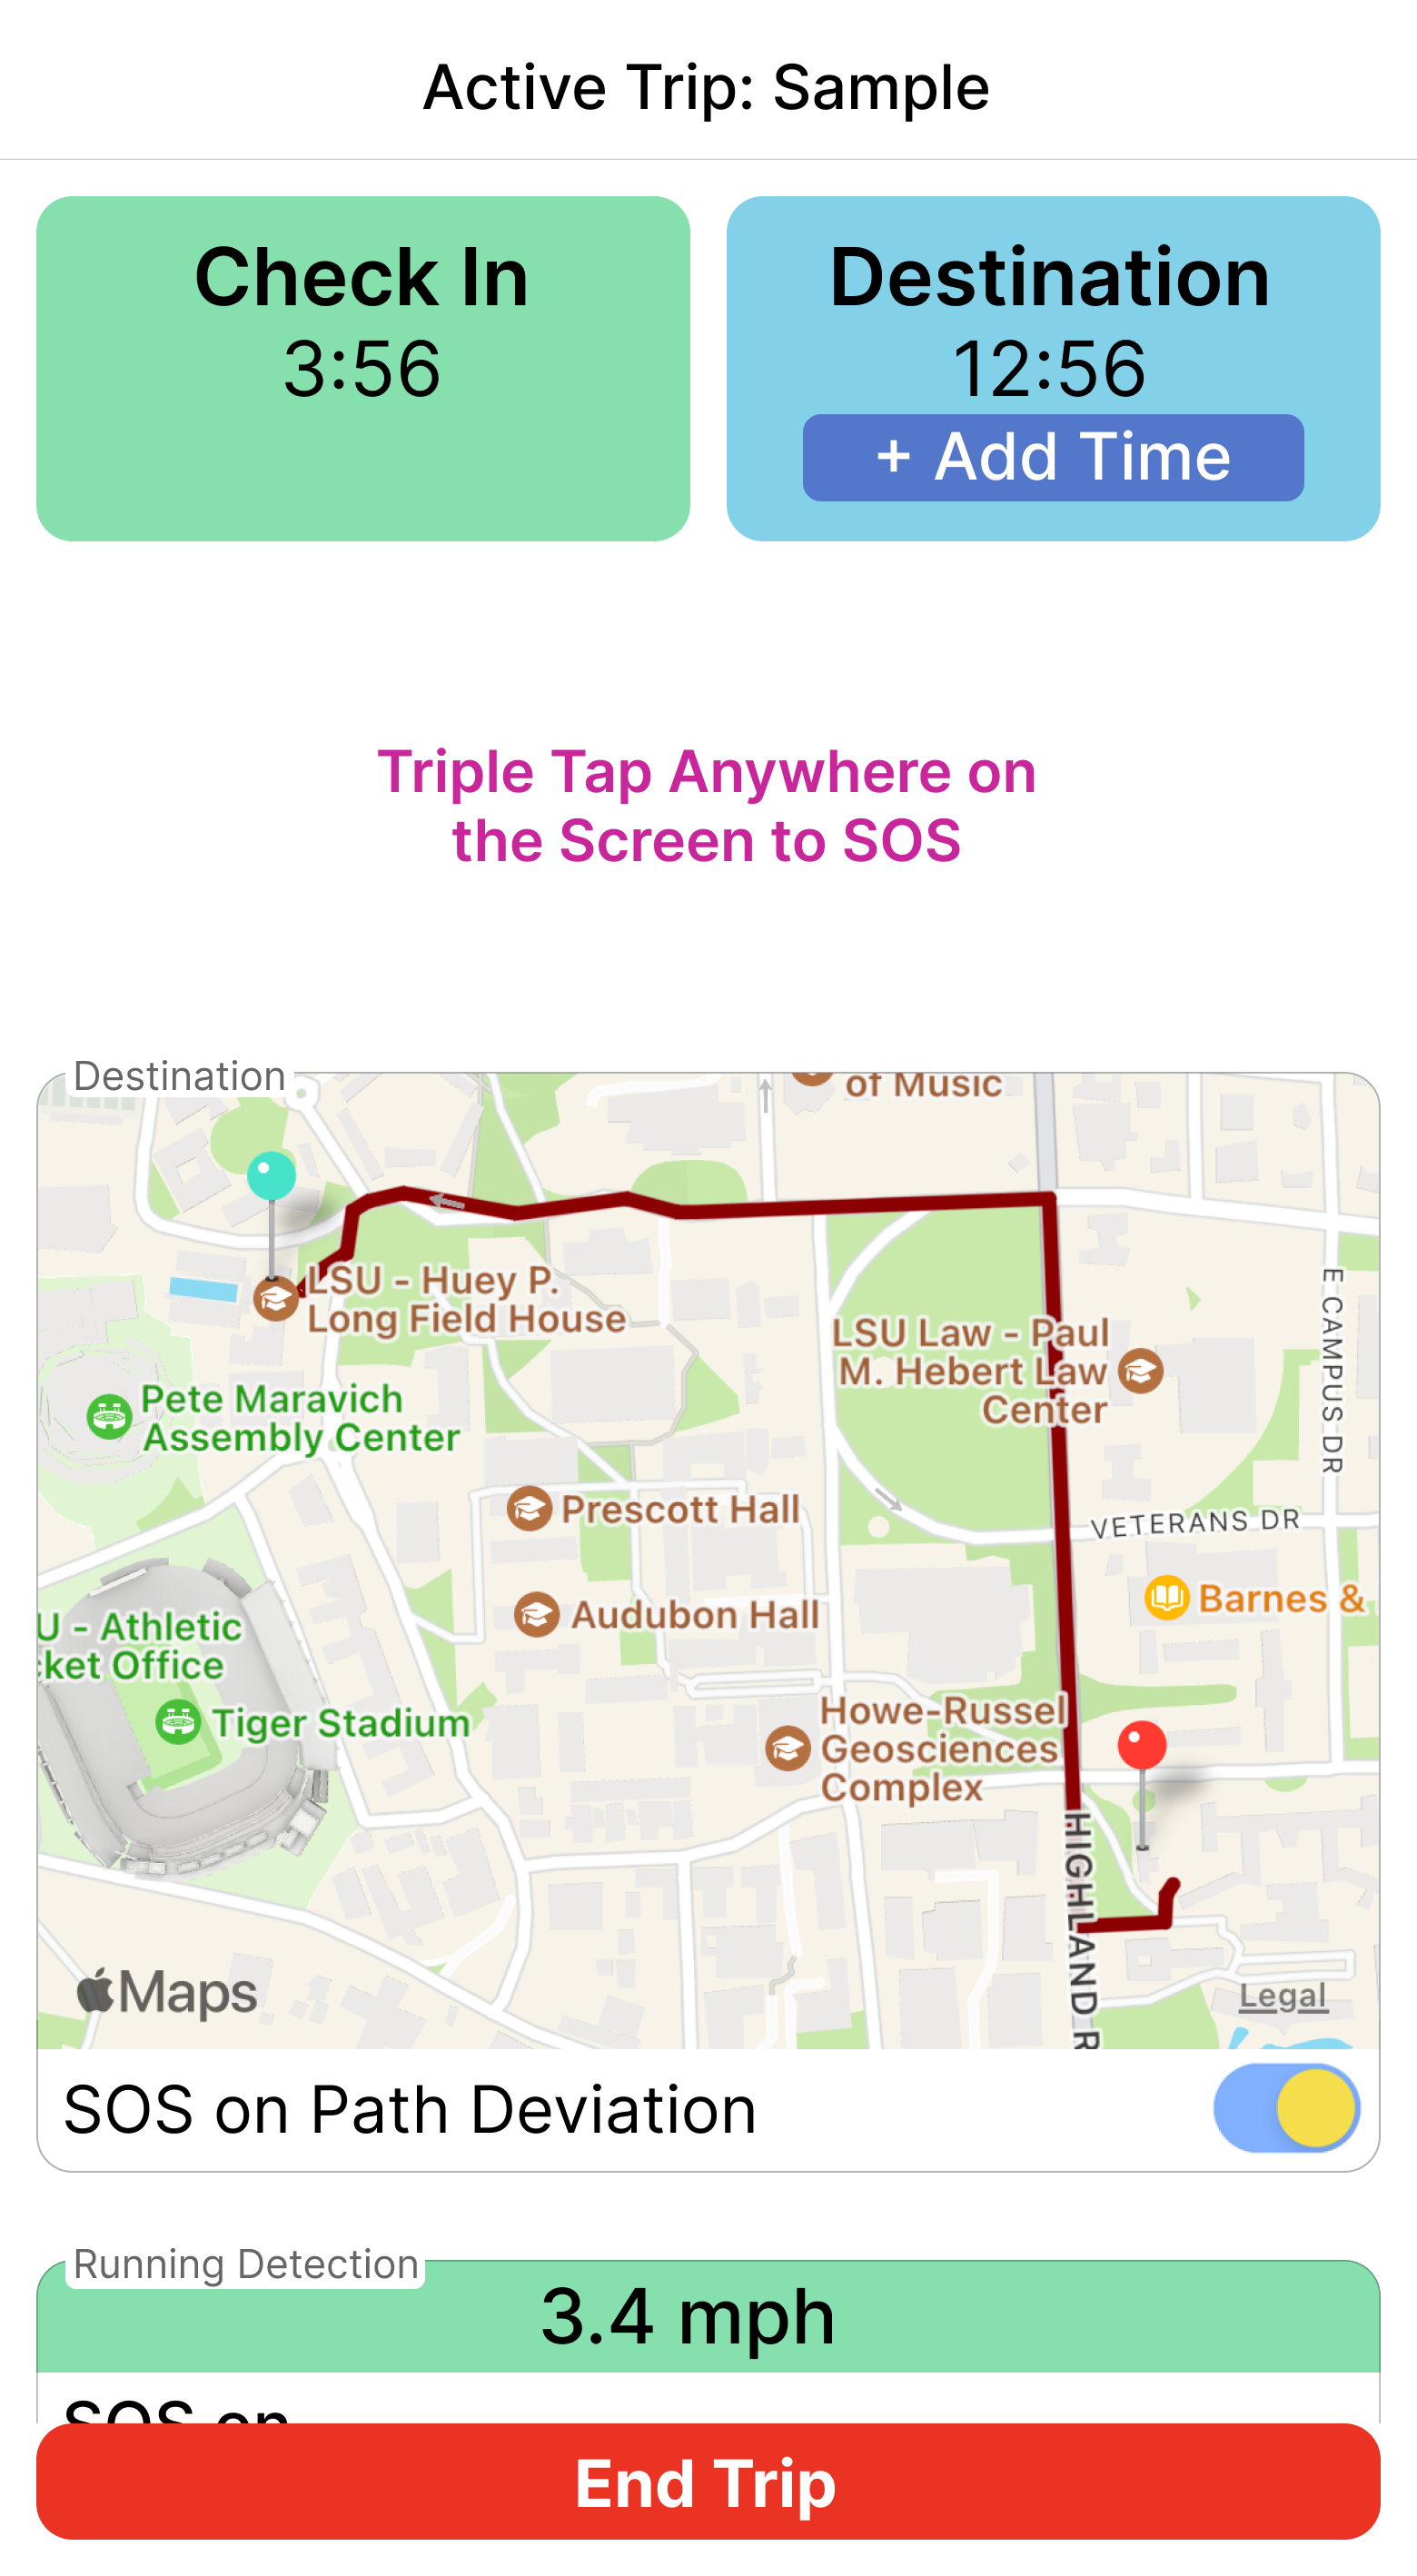 Active Trip: Sample
Check In
3:56
Destination
12:56
+ Add Time
Triple Tap Anywhere on
the Screen to SOS
Destination
of Music
LSU - Huey P.
Long Field House
LSU Law - Paul
M. Hebert Law
Center
E CAMPUS DR
Pete Maravich
Assembly Center
Prescott Hall
VETERANS DR
Barnes &
Audubon Hall
U - Athletic
ket Office
Tiger Stadium
Howe-Russel
Geosciences
Complex
HIGHLAND R
Maps
Legal
SOS on Path Deviation
Running Detection
3.4 mph
SOS on
End Trip